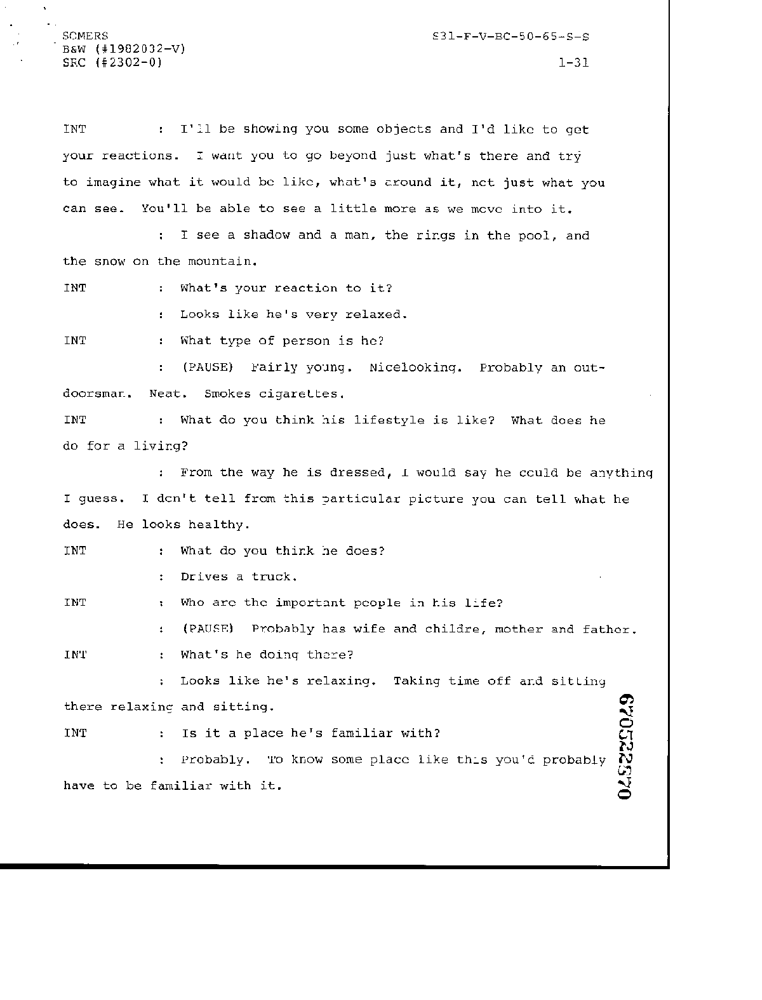 SOMERS S31-F-V-BC-50-65-S-S
B&W (#1982032-V)
SRC (#2302-0) 1-31
INT : I'll be showing you some objects and I'd like to get
your reactions. I want you to go beyond just what's there and try
to imagine what it would be like, what's around it, not just what you
can see. You'll be able to see a little more as we move into it.
: I see a shadow and a man, the rings in the pool, and
the snow on the mountain.
INT : What's your reaction to it?
: Looks like he's very relaxed.
INT : What type of person is he?
: (PAUSE) Fairly young. Nicelooking. Probably an out-
doorsman. Neat. Smokes cigarettes.
INT : What do you think his lifestyle is like? What does he
do for a living?
: From the way he is dressed, I would say he could be anything
I guess. I don't tell from this particular picture you can tell what he
does. He looks healthy.
INT : What do you think he does?
: Drives a truck.
INT : Who are the important people in his life?
: (PAUSE) Probably has wife and childre, mother and father.
INT : What's he doing there?
: Looks like he's relaxing. Taking time off and sitting
there relaxing and sitting.
INT : Is it a place he's familiar with?
: Probably. To know some place like this you'd probably
have to be familiar with it.
670522570